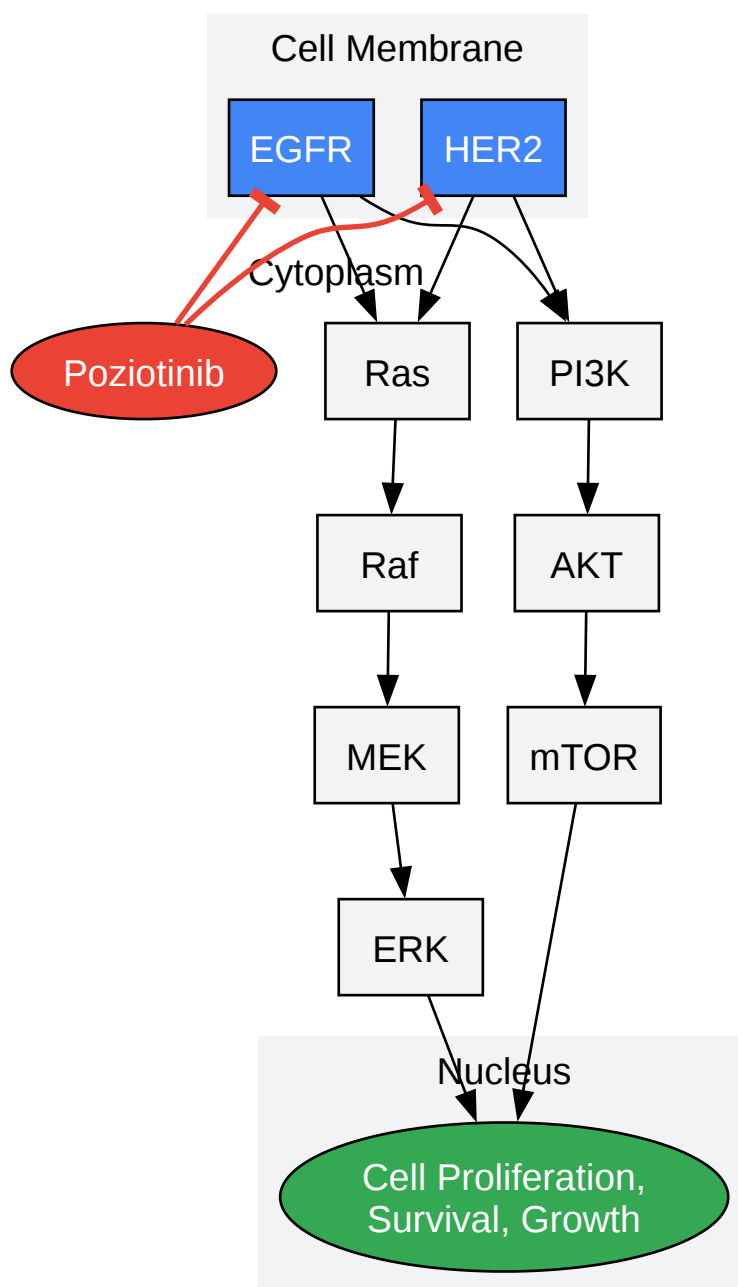 Cell Membrane
EGFR
HER2
Cytoplasm
Poziotinib
Ras
PI3K
Raf
AKT
MEK
mTOR
ERK
Nucleus
Cell Proliferation,
Survival, Growth